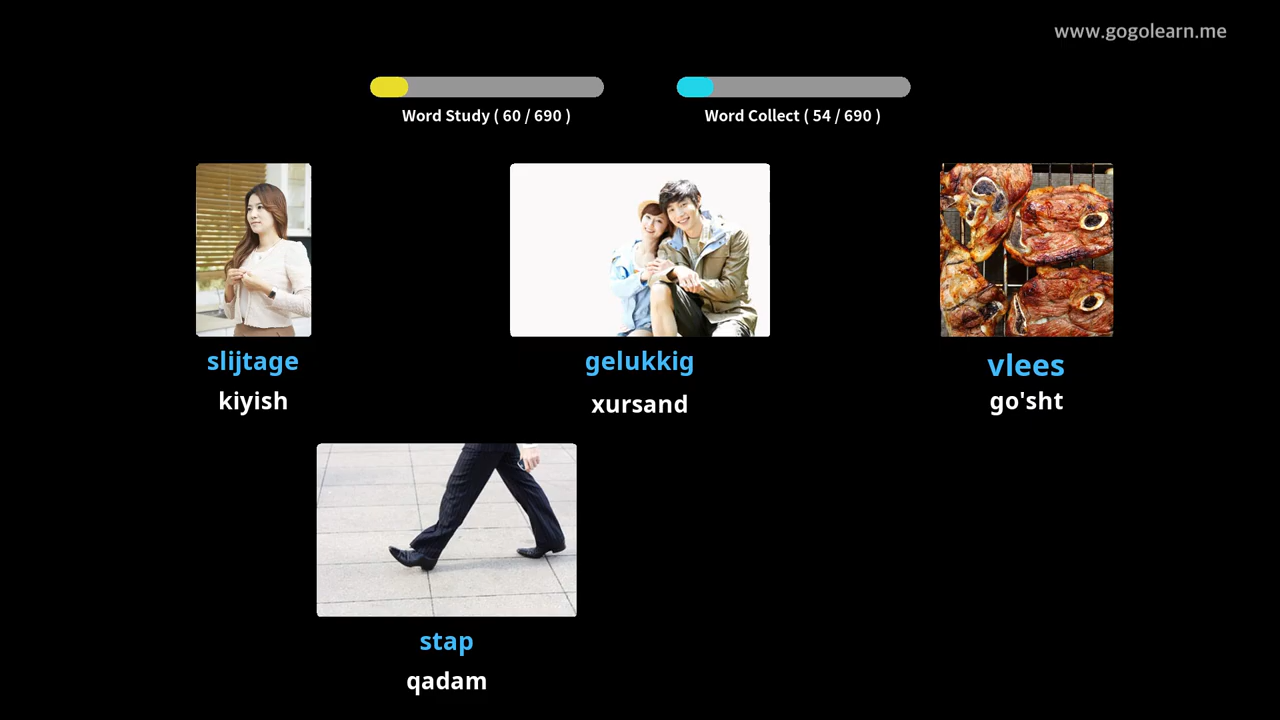 www.gogolearn.me
Word Study ( 60 / 690 )
Word Collect ( 54 / 690 )
slijtage
kiyish
gelukkig
xursand
vlees
go'sht
stap
qadam